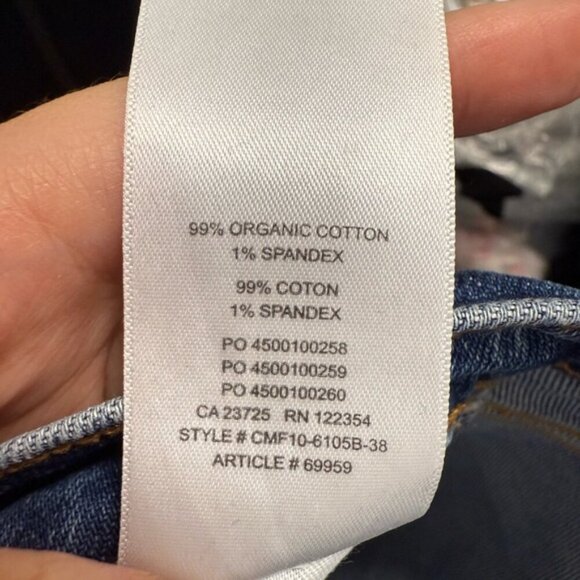 99% ORGANIC COTTON
1% SPANDEX
99% COTON
1% SPANDEX
PO 4500100258
PO 4500100259
PO 4500100260
CA 23725 RN 122354
STYLE # CMF10-6105B-38
ARTICLE # 69959